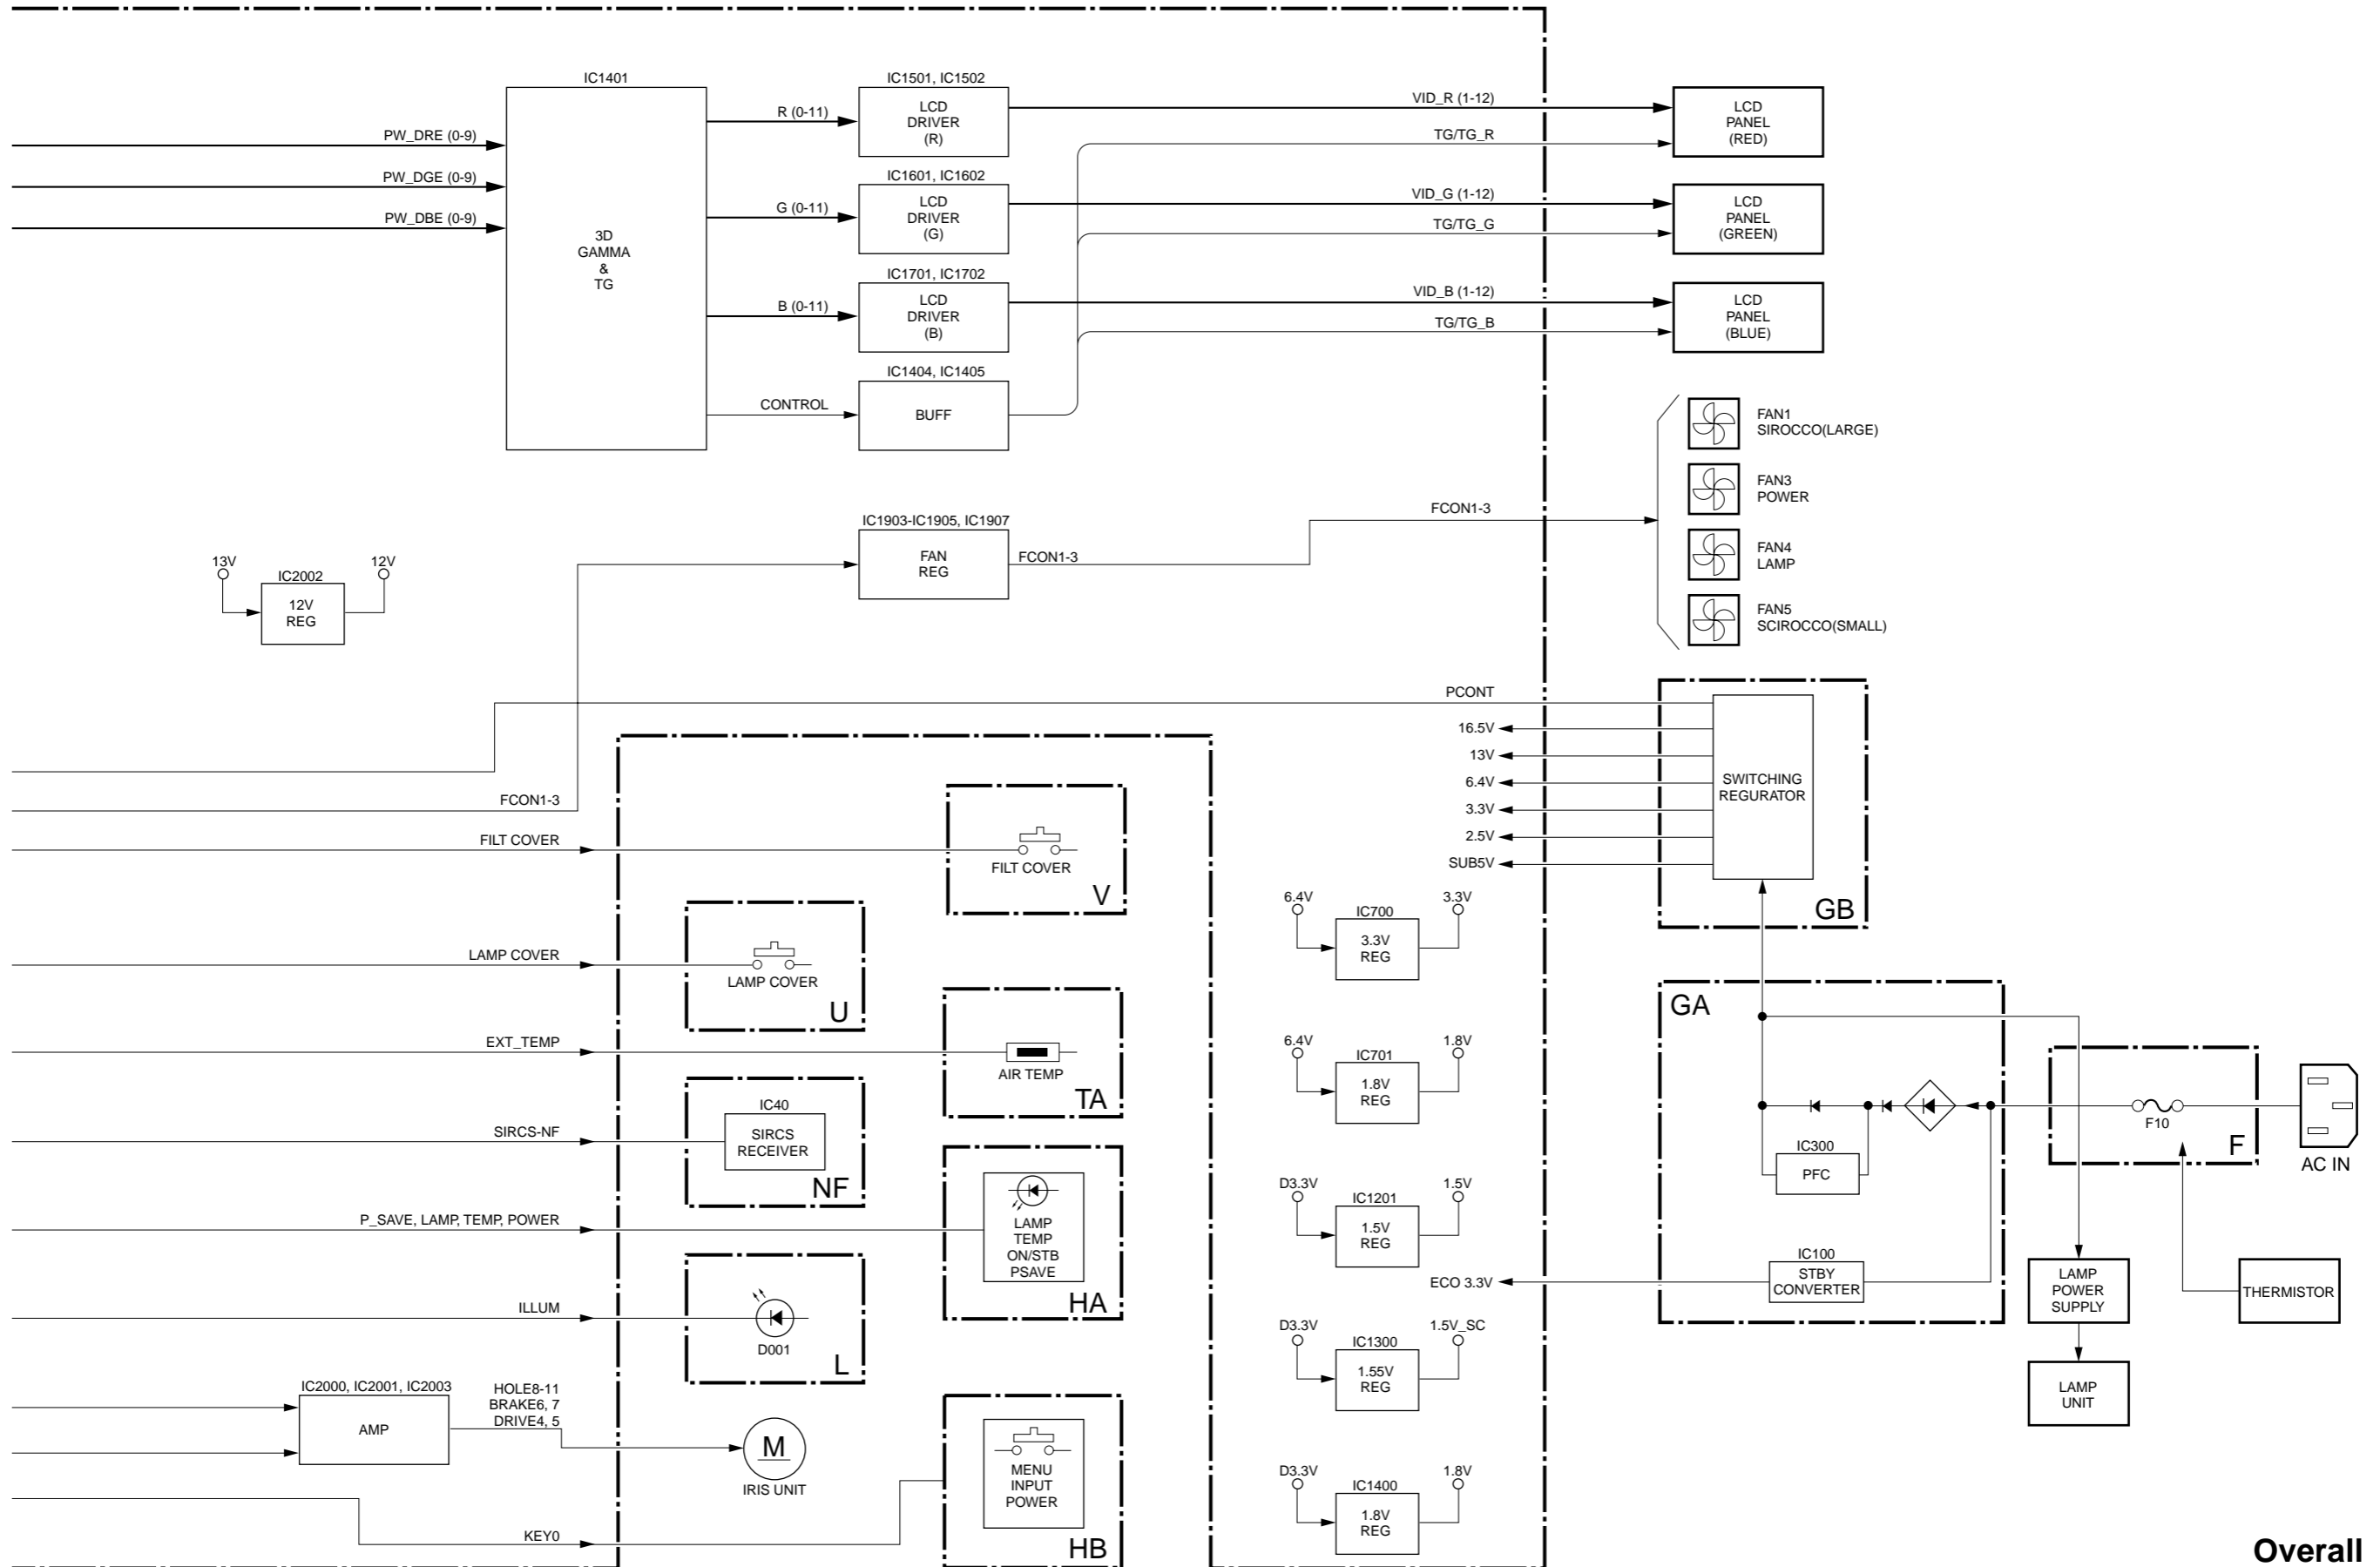 IC1401
3D
GAMMA
&
TG
PW_DRE (0-9)
PW_DGE (0-9)
PW_DBE (0-9)
R (0-11)
G (0-11)
B (0-11)
CONTROL
IC1501, IC1502
LCD
DRIVER
(R)
IC1601, IC1602
LCD
DRIVER
(G)
IC1701, IC1702
LCD
DRIVER
(B)
IC1404, IC1405
BUFF
VID_R (1-12)
TG/TG_R
VID_G (1-12)
TG/TG_G
VID_B (1-12)
TG/TG_B
LCD
PANEL
(RED)
LCD
PANEL
(GREEN)
LCD
PANEL
(BLUE)
FAN1
SIROCCO(LARGE)
FAN3
POWER
FAN4
LAMP
FAN5
SCIROCCO(SMALL)
13V
IC2002
12V
REG
12V
IC1903-IC1905, IC1907
FAN
REG
FCON1-3
FCON1-3
PCONT
16.5V
13V
6.4V
3.3V
2.5V
SUB5V
SWITCHING
REGURATOR
GB
FCON1-3
FILT COVER
FILT COVER
V
LAMP COVER
LAMP COVER
U
EXT_TEMP
AIR TEMP
TA
SIRCS-NF
IC40
SIRCS
RECEIVER
NF
P_SAVE, LAMP, TEMP, POWER
LAMP
TEMP
ON/STB
PSAVE
HA
ILLUM
D001
L
IC2000, IC2001, IC2003
AMP
HOLE8-11
BRAKE6, 7
DRIVE4, 5
M
IRIS UNIT
KEY0
MENU
INPUT
POWER
HB
6.4V
IC700
3.3V
REG
3.3V
6.4V
IC701
1.8V
REG
1.8V
D3.3V
IC1201
1.5V
REG
1.5V
ECO 3.3V
D3.3V
IC1300
1.55V
REG
1.5V_SC
D3.3V
IC1400
1.8V
REG
1.8V
GA
IC300
PFC
IC100
STBY
CONVERTER
F10
F
AC IN
LAMP
POWER
SUPPLY
THERMISTOR
LAMP
UNIT
Overall